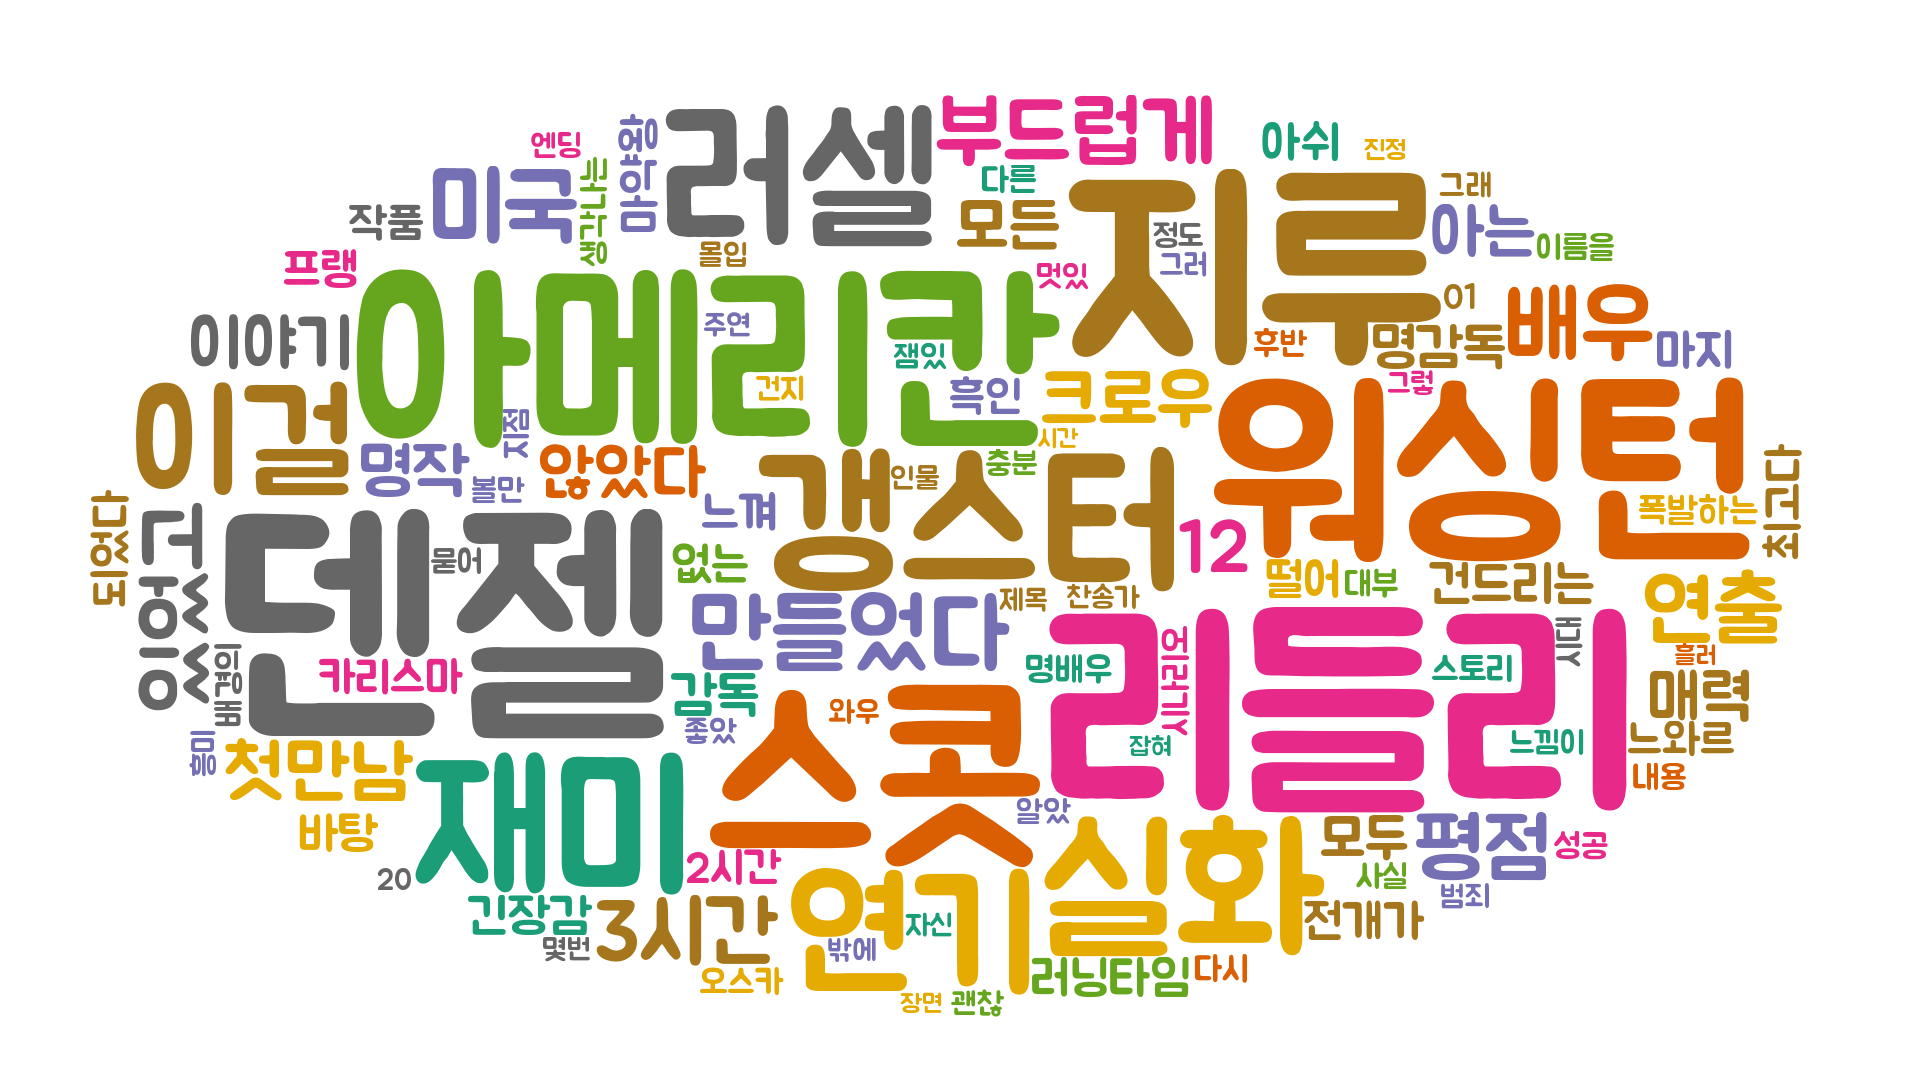 러셀
부드럽게
아쉬
진정
엔딩
음악
생각나는
미국
작품
다른
모든
지루
그래
아는
이름을
정도
그러
몰입
프랭
멋있
01
이야기
아메리칸
주연
잼있
후반
명감독
배우
마지
건지
흑인
크로우
그렇
이걸
지점
시간
워싱턴
명작
볼만
않았다
느껴
갱스터
인물
충분
최고다
폭발하는
되었다
있었고
덴젤
묻어
없는
12
떨어
대부
건드리는
연출
제목
찬송가
만들었다
리들리
배경인
카리스마
감독
좋았
명배우
어리라기시
스토리
흘러
매력
느와르
흥미
첫만남
와우
스콧
잡혀
느낌이
내용
재미
바탕
알았
20
2시간
연기
실화
모두
평점
성공
사실
범죄
긴장감
3시간
몇번
자신
밖에
전개가
오스카
러닝타임
다시
장면
괜찮